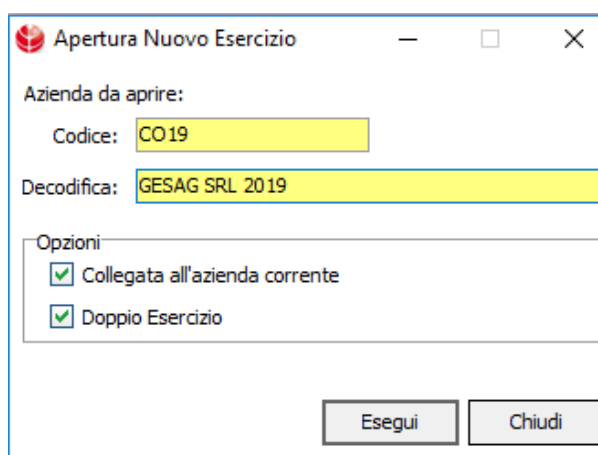 Apertura Nuovo Esercizio
Azienda da aprire:
Codice: CO19
Decodifica: GESAG SRL 2019
Opzioni
Collegata all'azienda corrente
Doppio Esercizio
Esegui Chiudi